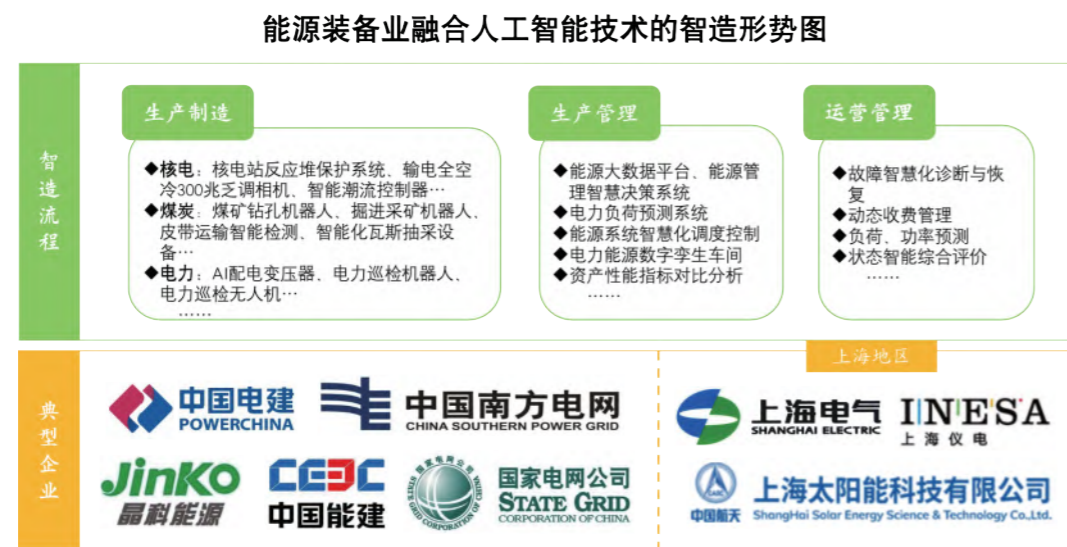 能源装备业融合人工智能技术的智造形势图
智造流程
生产制造
◆核电：核电站反应堆保护系统、输电全空
冷300兆乏调相机、智能潮流控制器…
◆煤炭：煤矿钻孔机器人、掘进采矿机器人、
皮带运输智能检测、智能化瓦斯抽采设
备…
◆电力：AI配电变压器、电力巡检机器人、
电力巡检无人机…
……
生产管理
◆能源大数据平台、能源管
理智慧决策系统
◆电力负荷预测系统
◆能源系统智慧化调度控制
◆电力能源数字孪生车间
◆资产性能指标对比分析
……
运营管理
◆故障智慧化诊断与恢
复
◆动态收费管理
◆负荷、功率预测
◆状态智能综合评价
……
典型企业
中国电建
POWERCHINA
中国南方电网
CHINA SOUTHERN POWER GRID
JinKO
晶科能源
CEEC
中国能建
国家电网公司
STATE GRID
CORPORATION OF CHINA
国家电网公司
STATE GRID
CORPORATION OF CHINA
上海地区
上海电气
SHANGHAI ELECTRIC
INESA
上海仪电
CASC
中国航天
上海太阳能科技有限公司
ShangHai Solar Energy Science & Technology Co.,Ltd.